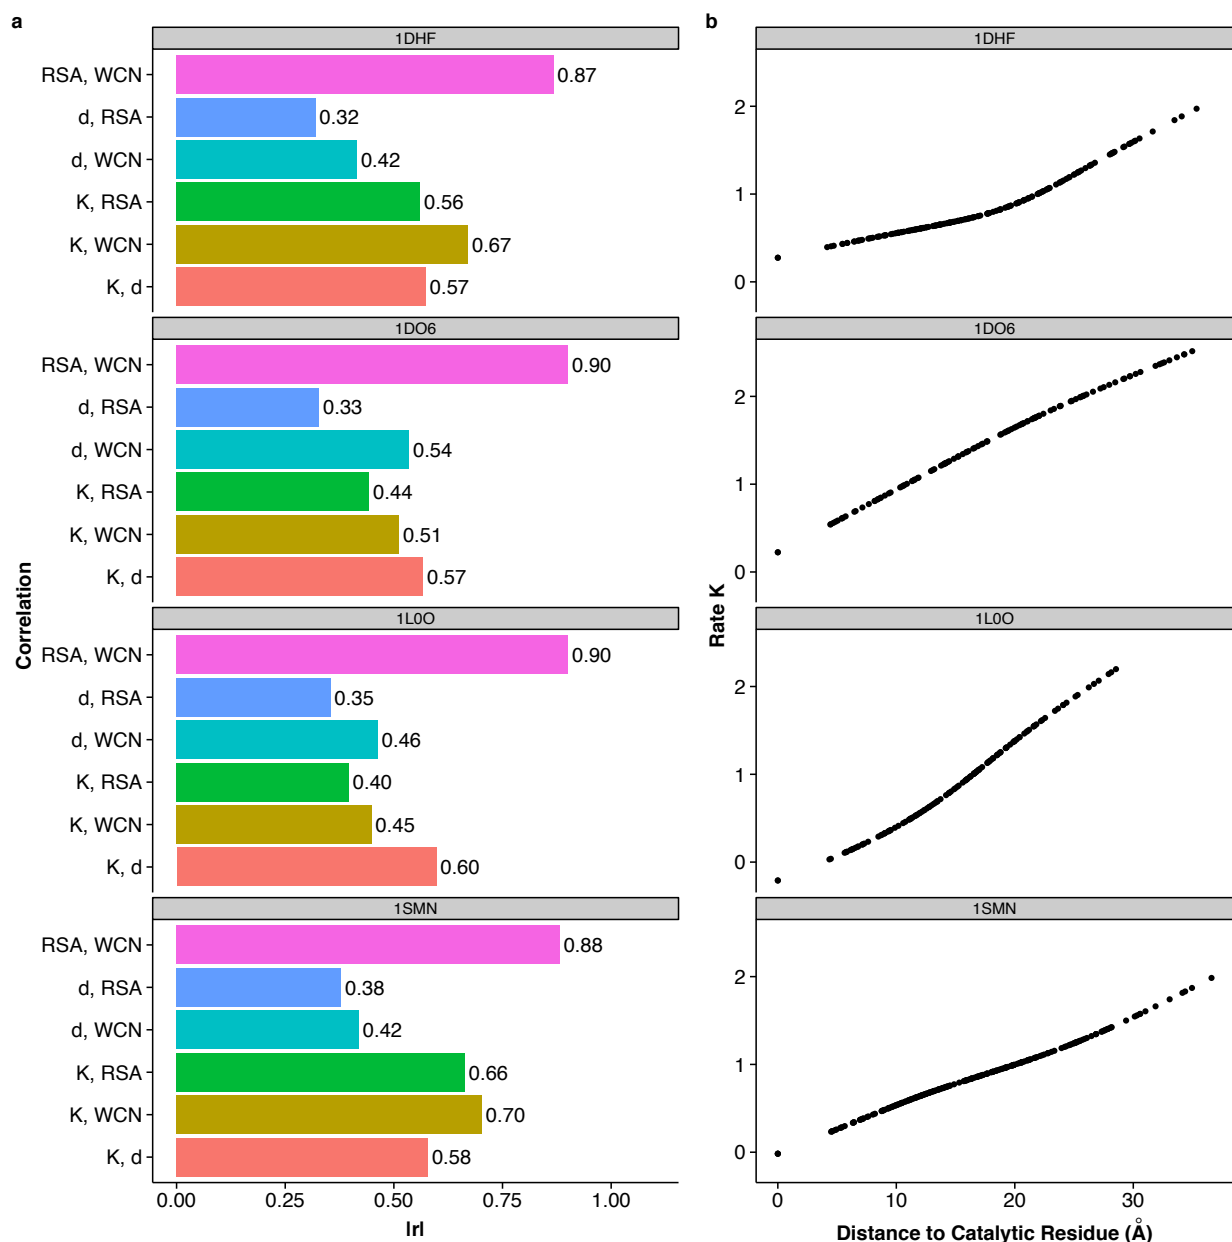 a
1DHF
RSA, WCN
0.87
d, RSA
0.32
d, WCN
0.42
K, RSA
0.56
K, WCN
0.67
K, d
0.57
1DO6
RSA, WCN
0.90
d, RSA
0.33
d, WCN
0.54
K, RSA
0.44
K, WCN
0.51
K, d
0.57
1L0O
RSA, WCN
0.90
d, RSA
0.35
d, WCN
0.46
K, RSA
0.40
K, WCN
0.45
K, d
0.60
1SMN
RSA, WCN
0.88
d, RSA
0.38
d, WCN
0.42
K, RSA
0.66
K, WCN
0.70
K, d
0.58
0.00 0.25 0.50 0.75 1.00
|r|
Correlation
b
1DHF
2
1
0
1DO6
2
1
0
1L0O
2
1
0
1SMN
2
1
0
0 10 20 30
Distance to Catalytic Residue (Å)
Rate K